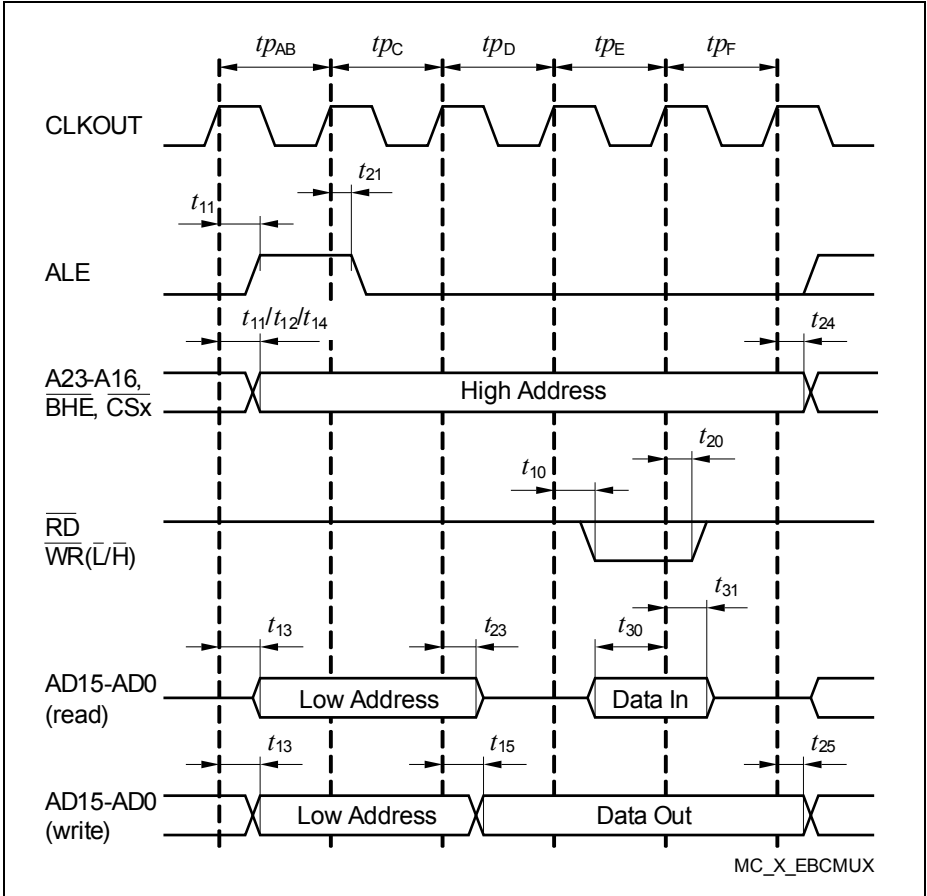 tpAB tpC tpD tpE tpF
CLKOUT
t21
t11
ALE
t11/t12/t14 t24
A23-A16,
BHE, CSx
High Address
t20
t10
RD
WR(L/H)
t31
t13 t23 t30
AD15-AD0
(read)
Low Address Data In
t13 t15 t25
AD15-AD0
(write)
Low Address Data Out
MC_X_EBCMUX